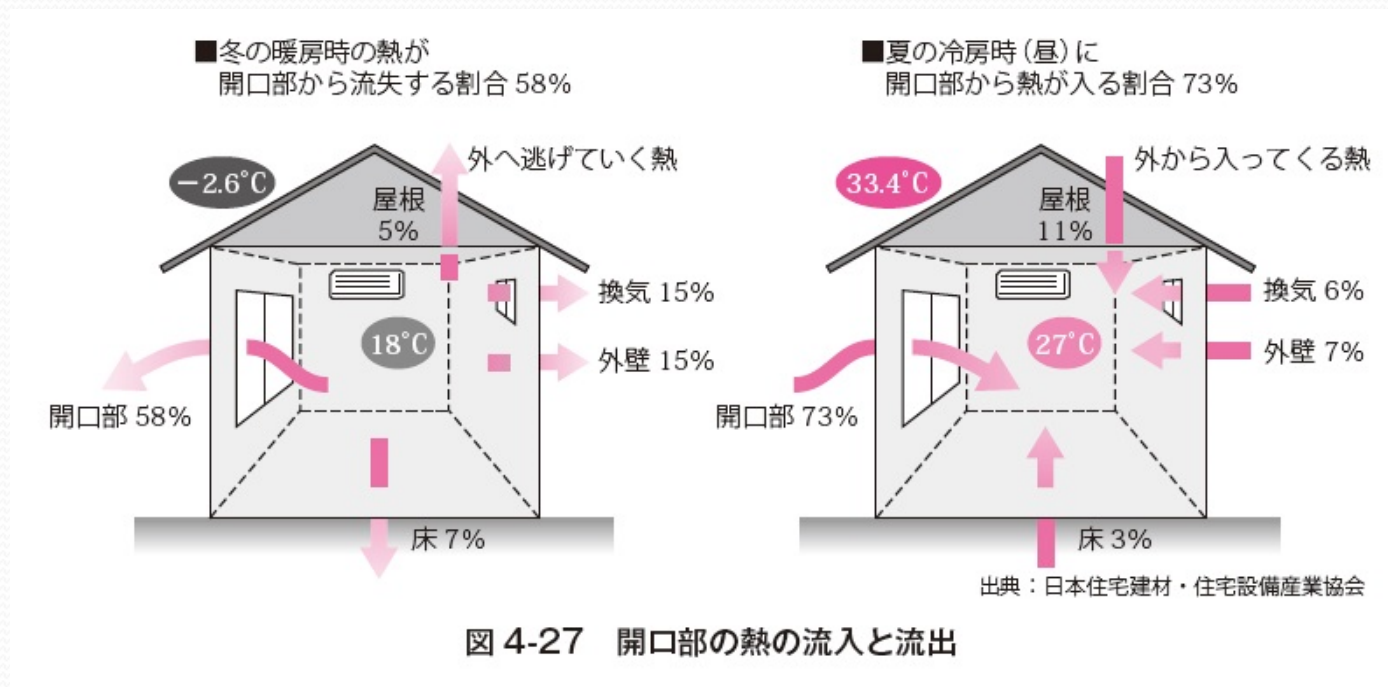 ■冬の暖房時の熱が
開口部から流失する割合 58%
-2.6℃
外へ逃げていく熱
屋根
5%
換気 15%
18℃
外壁 15%
開口部 58%
床 7%
■夏の冷房時(昼)に
開口部から熱が入る割合 73%
33.4℃
外から入ってくる熱
屋根
11%
換気 6%
27℃
外壁 7%
開口部 73%
床 3%
出典:日本住宅建材・住宅設備産業協会
図 4-27 開口部の熱の流入と流出